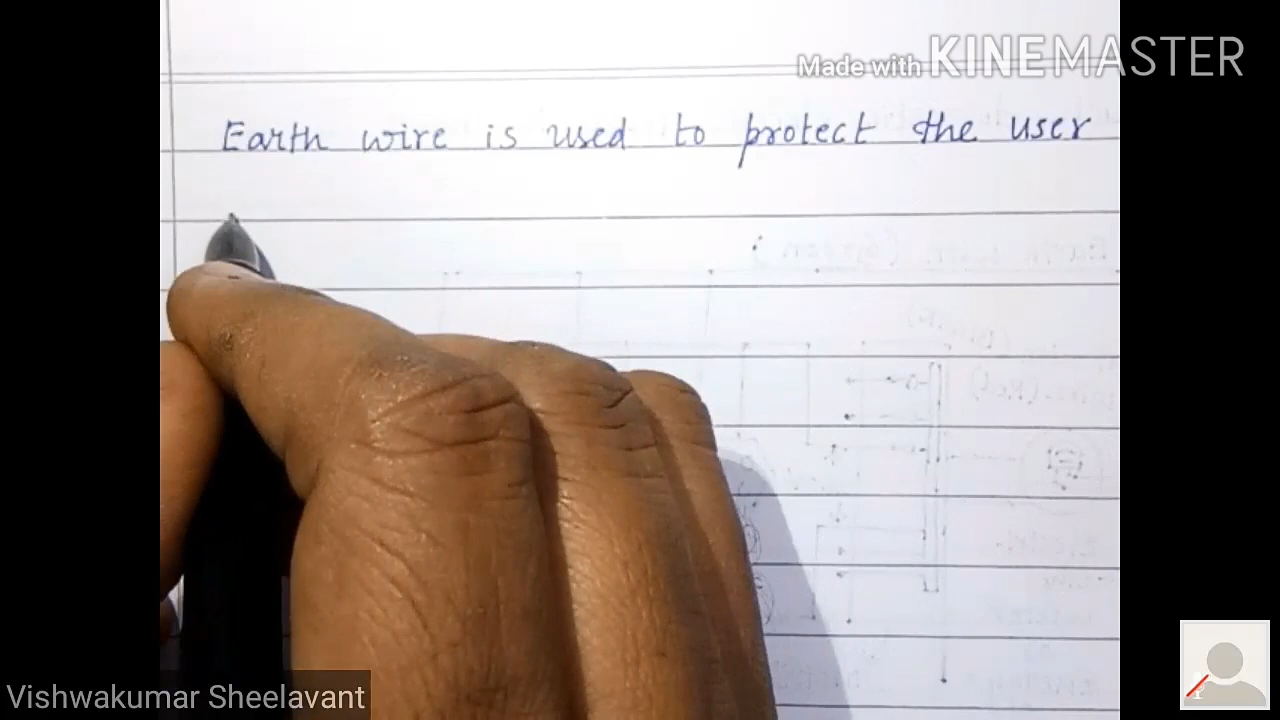 Made with KINEMASTER
Earth wire is used to protect the user
Vishwakumar Sheelavant